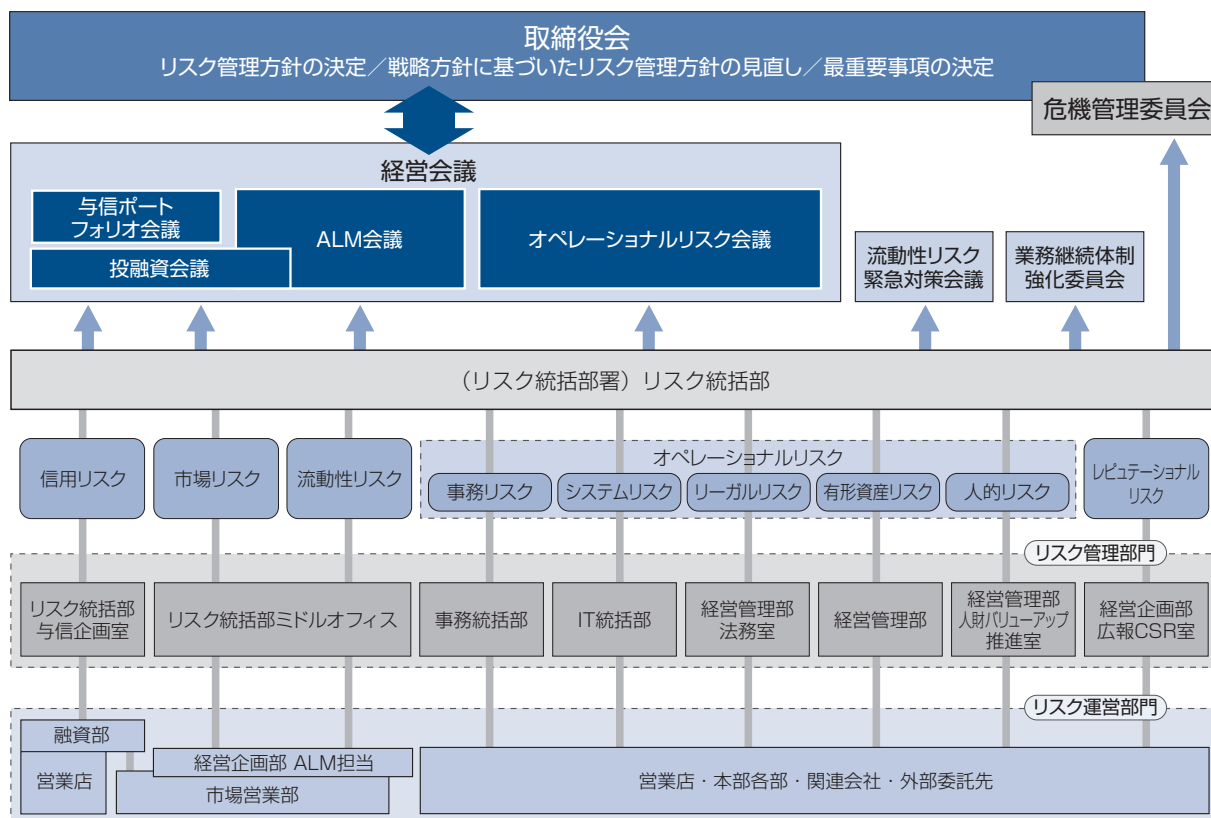 取締役会
リスク管理方針の決定／戦略方針に基づいたリスク管理方針の見直し／最重要事項の決定
危機管理委員会
経営会議
与信ポート
フォリオ会議
投融資会議
ALM会議
オペレーショナルリスク会議
流動性リスク
緊急対策会議
業務継続体制
強化委員会
（リスク統括部署）リスク統括部
信用リスク
市場リスク
流動性リスク
オペレーショナルリスク
事務リスク
システムリスク
リーガルリスク
有形資産リスク
人的リスク
レピュテーショナル
リスク
リスク管理部門
リスク統括部
与信企画室
リスク統括部ミドルオフィス
事務統括部
IT統括部
経営管理部
法務室
経営管理部
経営管理部
人財バリューアップ
推進室
経営企画部
広報CSR室
リスク運営部門
融資部
営業店
経営企画部 ALM担当
市場営業部
営業店・本部各部・関連会社・外部委託先